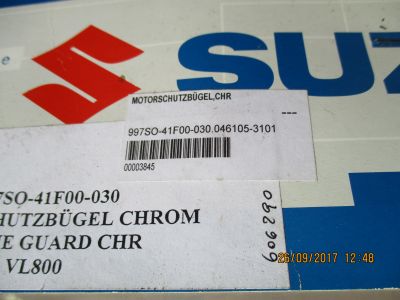 e
SUZ
MOTORSCHUTZBÜGEL,CHR
---
997SO-41F00-030.046105-3101
00003845
7SO-41F00-030
HUTZBÜGEL CHROM
E GUARD CHR
VL800
606290
26/09/2017 12:48